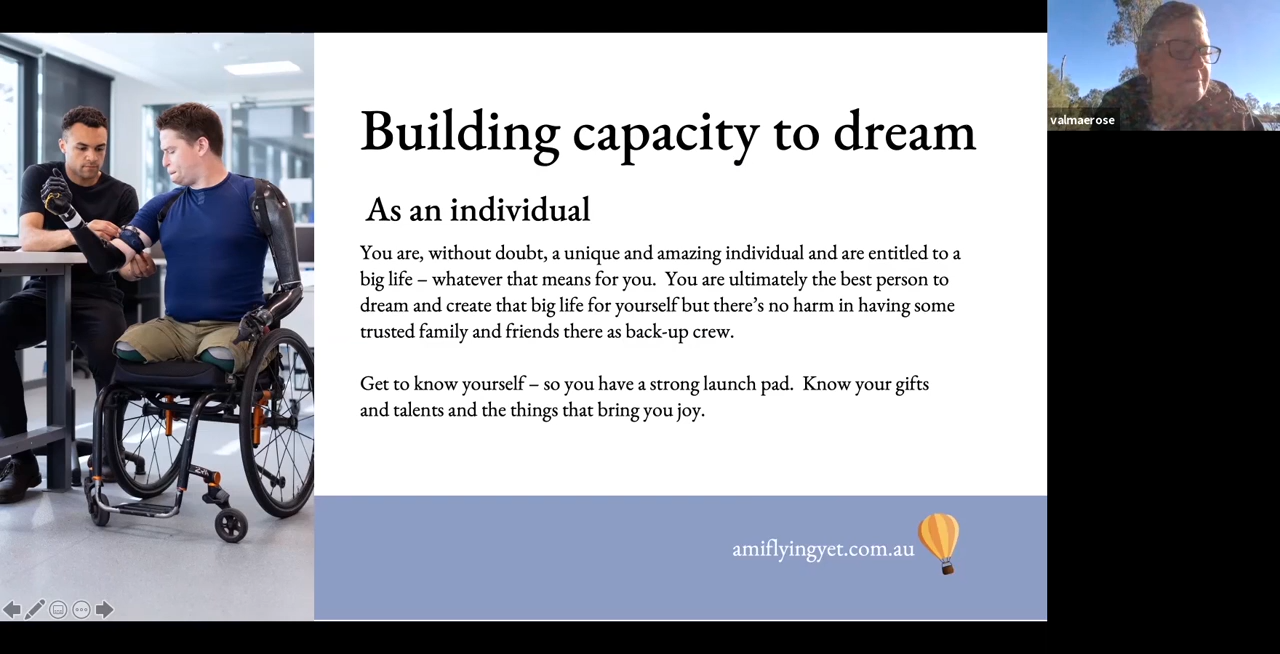 Building capacity to dream
As an individual
You are, without doubt, a unique and amazing individual and are entitled to a
big life – whatever that means for you.  You are ultimately the best person to
dream and create that big life for yourself but there’s no harm in having some
trusted family and friends there as back-up crew.
Get to know yourself – so you have a strong launch pad.  Know your gifts
and talents and the things that bring you joy.
amiflyingyet.com.au
valmaerose